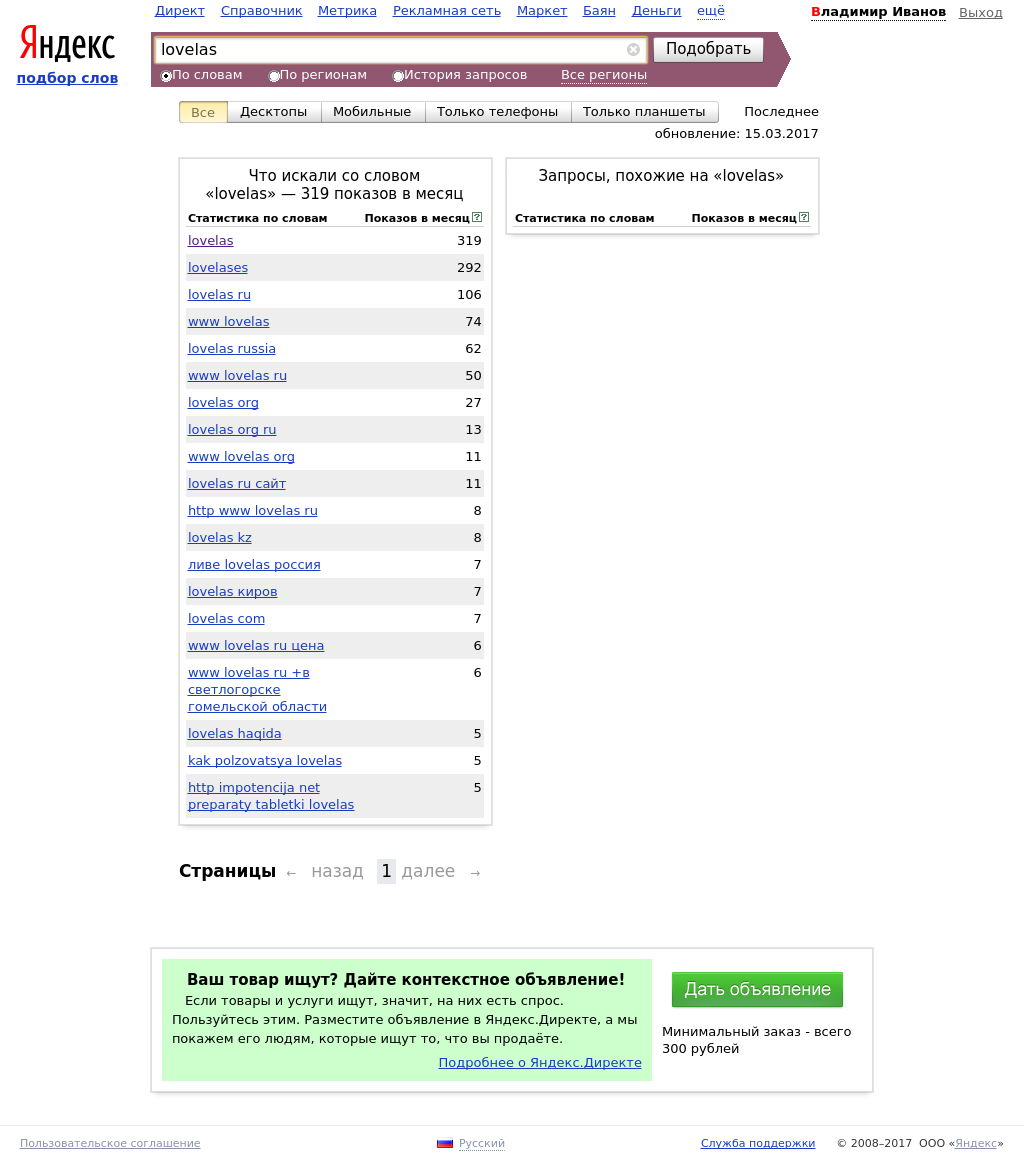 Директ Справочник Метрика Рекламная сеть Маркет Баян Деньги ещё Владимир Иванов Выход
Яндекс
подбор слов
lovelas Подобрать
По словам По регионам История запросов Все регионы
Все Десктопы Мобильные Только телефоны Только планшеты Последнее
обновление: 15.03.2017
Что искали со словом
«lovelas» — 319 показов в месяц
Статистика по словам Показов в месяц ?
lovelas 319
lovelases 292
lovelas ru 106
www lovelas 74
lovelas russia 62
www lovelas ru 50
lovelas org 27
lovelas org ru 13
www lovelas org 11
lovelas ru сайт 11
http www lovelas ru 8
lovelas kz 8
ливе lovelas россия 7
lovelas киров 7
lovelas com 7
www lovelas ru цена 6
www lovelas ru +в 6
светлогорске
гомельской области
lovelas haqida 5
kak polzovatsya lovelas 5
http impotencija net 5
preparaty tabletki lovelas
Запросы, похожие на «lovelas»
Статистика по словам Показов в месяц ?
Страницы ← назад 1 далее →
Ваш товар ищут? Дайте контекстное объявление!
Если товары и услуги ищут, значит, на них есть спрос.
Пользуйтесь этим. Разместите объявление в Яндекс.Директе, а мы
покажем его людям, которые ищут то, что вы продаёте.
Подробнее о Яндекс.Директе
Дать объявление
Минимальный заказ - всего
300 рублей
Пользовательское соглашение Русский Служба поддержки © 2008–2017 ООО «Яндекс»